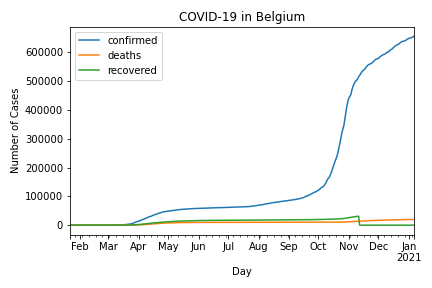 COVID-19 in Belgium
confirmed
deaths
recovered
Number of Cases
600000
500000
400000
300000
200000
100000
0
Feb Mar Apr May Jun Jul Aug Sep Oct Nov Dec Jan
2021
Day